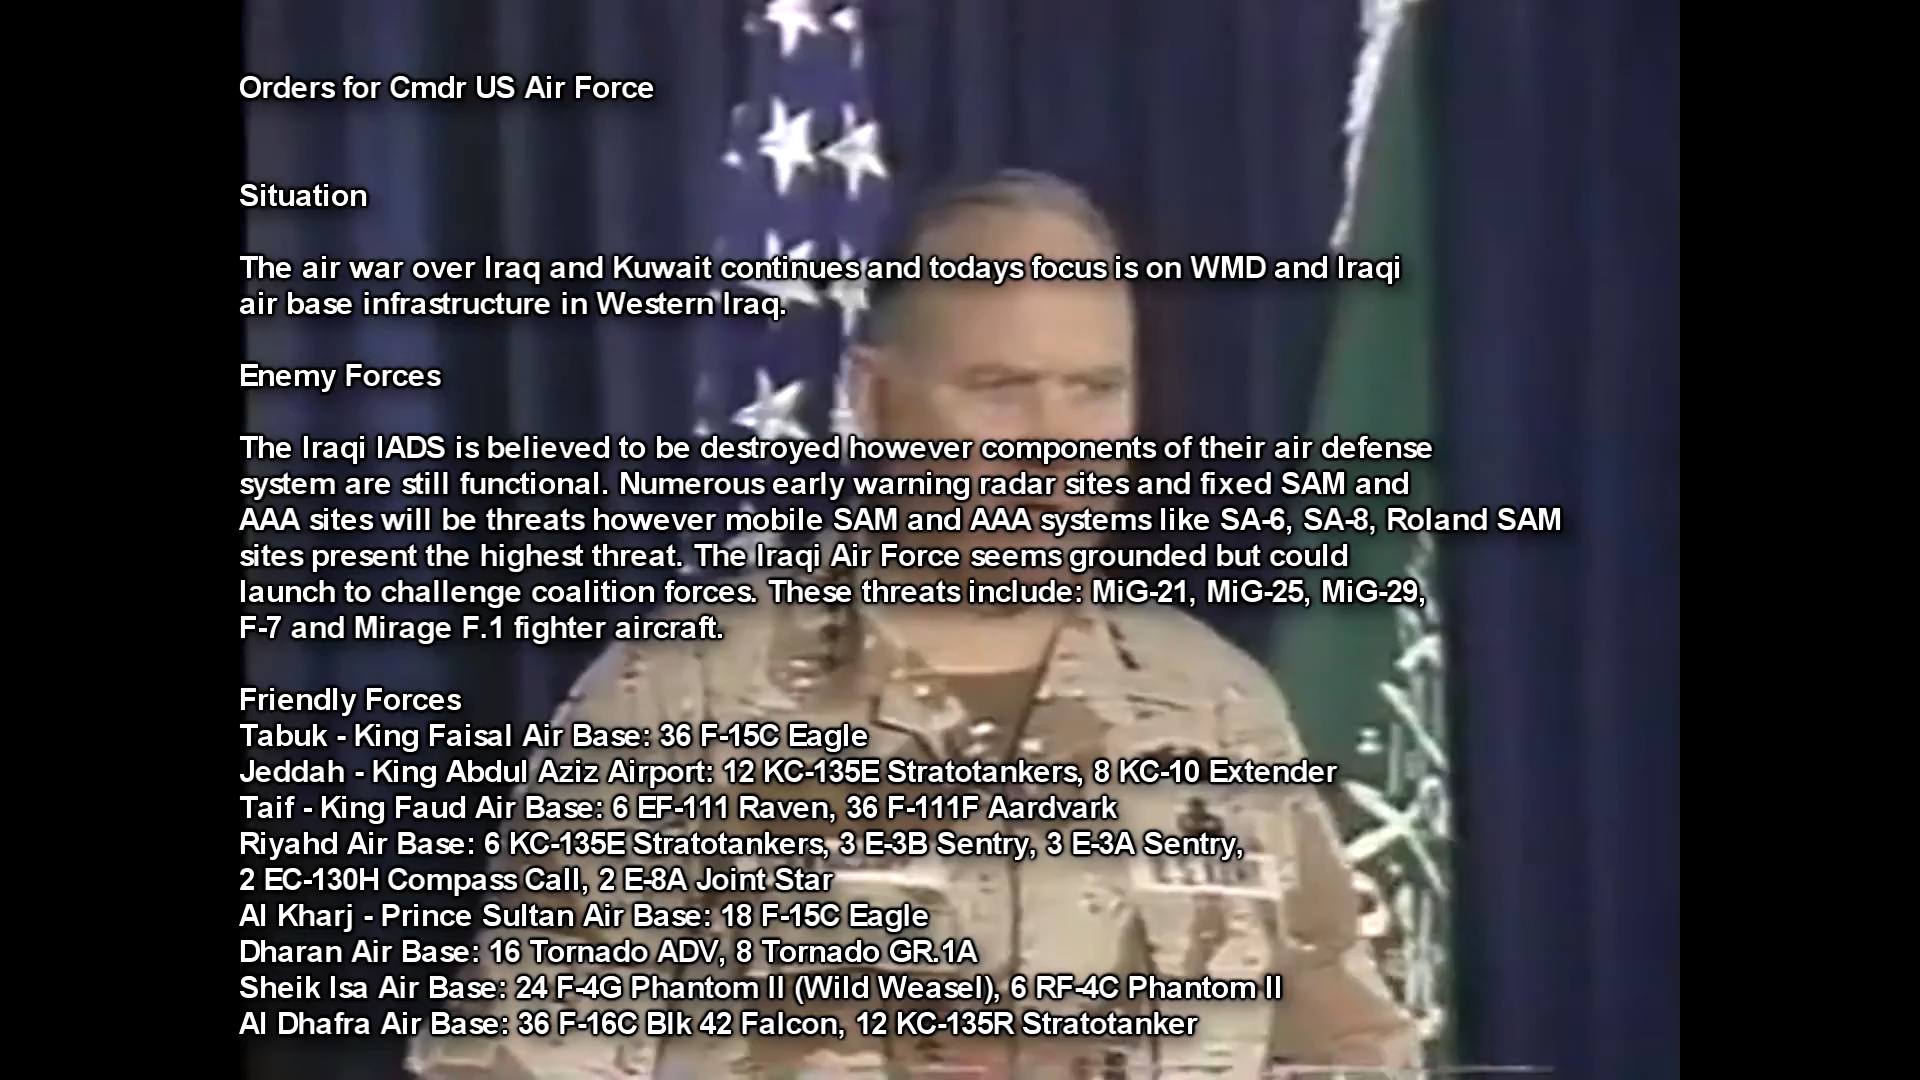 Orders for Cmdr US Air Force
Situation
The air war over Iraq and Kuwait continues and todays focus is on WMD and Iraqi
air base infrastructure in Western Iraq.
Enemy Forces
The Iraqi IADS is believed to be destroyed however components of their air defense
system are still functional. Numerous early warning radar sites and fixed SAM and
AAA sites will be threats however mobile SAM and AAA systems like SA-6, SA-8, Roland SAM
sites present the highest threat. The Iraqi Air Force seems grounded but could
launch to challenge coalition forces. These threats include: MiG-21, MiG-25, MiG-29,
F-7 and Mirage F.1 fighter aircraft.
Friendly Forces
Tabuk - King Faisal Air Base: 36 F-15C Eagle
Jeddah - King Abdul Aziz Airport: 12 KC-135E Stratotankers, 8 KC-10 Extender
Taif - King Faud Air Base: 6 EF-111 Raven, 36 F-111F Aardvark
Riyahd Air Base: 6 KC-135E Stratotankers, 3 E-3B Sentry, 3 E-3A Sentry,
2 EC-130H Compass Call, 2 E-8A Joint Star
Al Kharj - Prince Sultan Air Base: 18 F-15C Eagle
Dharan Air Base: 16 Tornado ADV, 8 Tornado GR.1A
Sheik Isa Air Base: 24 F-4G Phantom II (Wild Weasel), 6 RF-4C Phantom II
Al Dhafra Air Base: 36 F-16C Blk 42 Falcon, 12 KC-135R Stratotanker